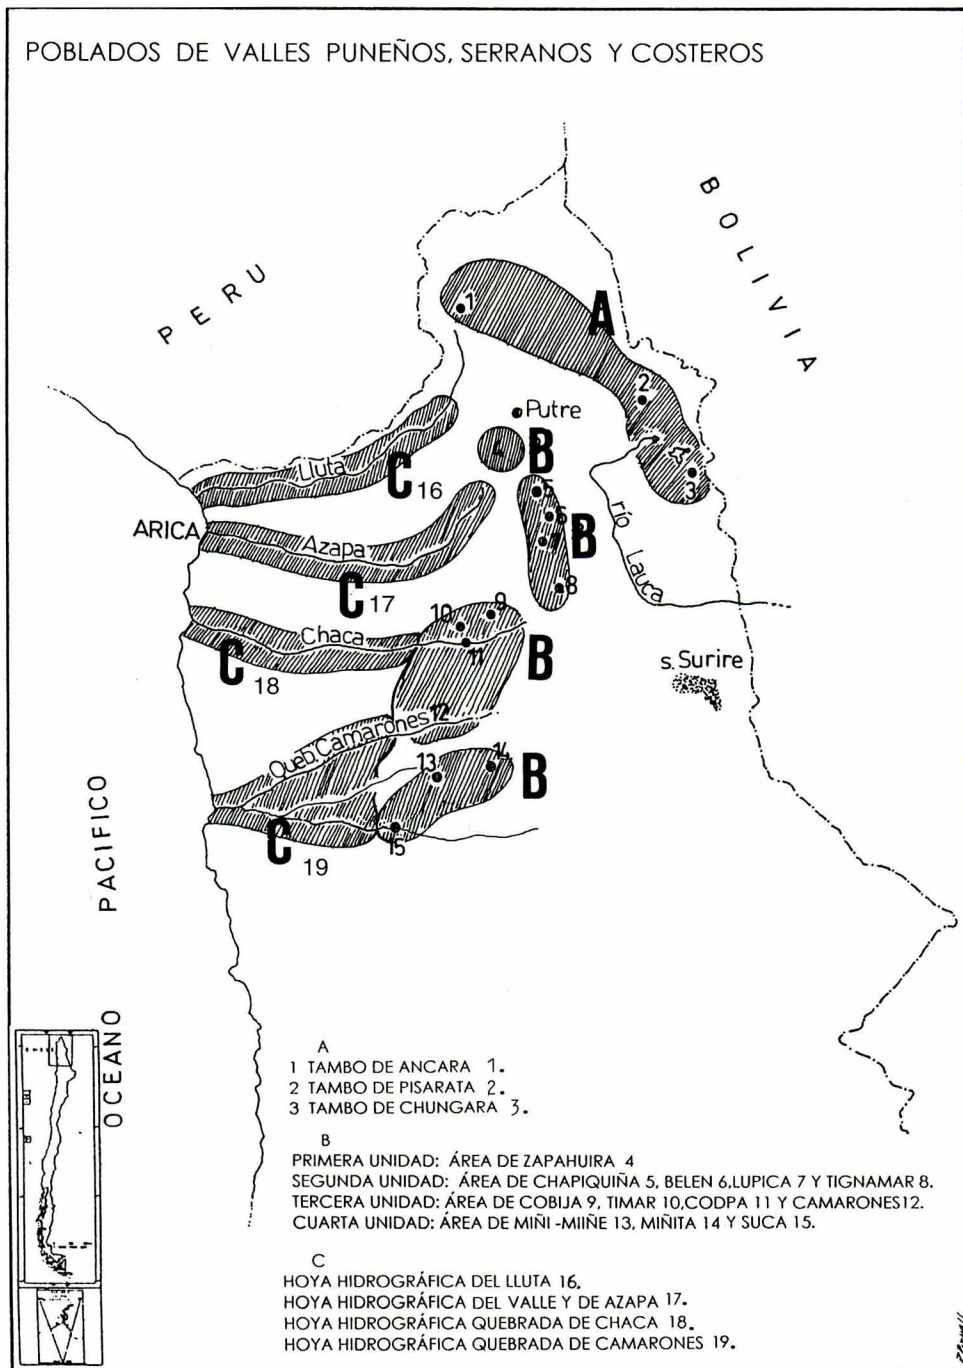 POBLADOS DE VALLES PUNEÑOS, SERRANOS Y COSTEROS
BOLIVIA
PERU
1
A
2
Putre
4
B
3
Lluta
C 16
5
6
B
7
río Lauca
ARICA
Azapa
C 17
8
9
10
Chaca
11
B
C 18
s. Surire
12
Queb. Camarones
13
14
B
15
C 19
OCEANO PACIFICO
A
1 TAMBO DE ANCARA 1.
2 TAMBO DE PISARATA 2.
3 TAMBO DE CHUNGARA 3.
B
PRIMERA UNIDAD: ÁREA DE ZAPAHUIRA 4
SEGUNDA UNIDAD: ÁREA DE CHAPIQUIÑA 5, BELEN 6,LUPICA 7 Y TIGNAMAR 8.
TERCERA UNIDAD: ÁREA DE COBIJA 9, TIMAR 10,CODPA 11 Y CAMARONES12.
CUARTA UNIDAD: ÁREA DE MIÑI -MIIÑE 13, MIÑITA 14 Y SUCA 15.
C
HOYA HIDROGRÁFICA DEL LLUTA 16.
HOYA HIDROGRÁFICA DEL VALLE Y DE AZAPA 17.
HOYA HIDROGRÁFICA QUEBRADA DE CHACA 18.
HOYA HIDROGRÁFICA QUEBRADA DE CAMARONES 19.